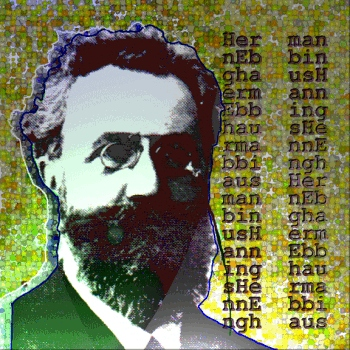 Her man
nEb bin
gha usH
erm ann
Ebb ing
hau sHe
rma nnE
bbi ngh
aus Her
man nEb
bin gha
usH erm
ann Ebb
ing hau
sHe rma
nnE bbi
ngh aus